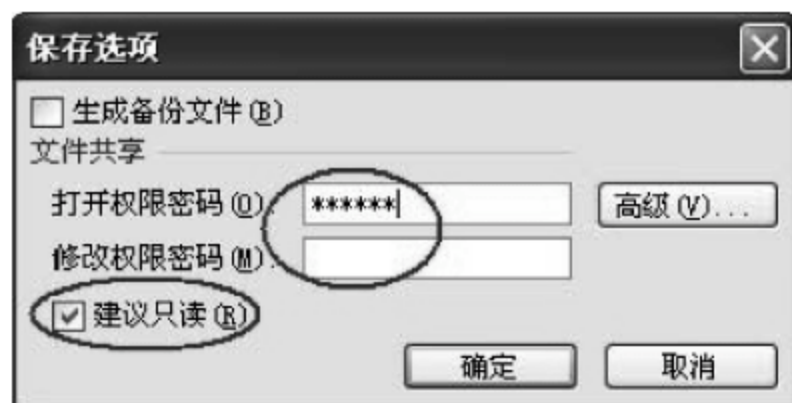 保存选项
生成备份文件(B)
文件共享
打开权限密码(O):
******
高级(V)...
修改权限密码(M):
建议只读(R)
确定
取消